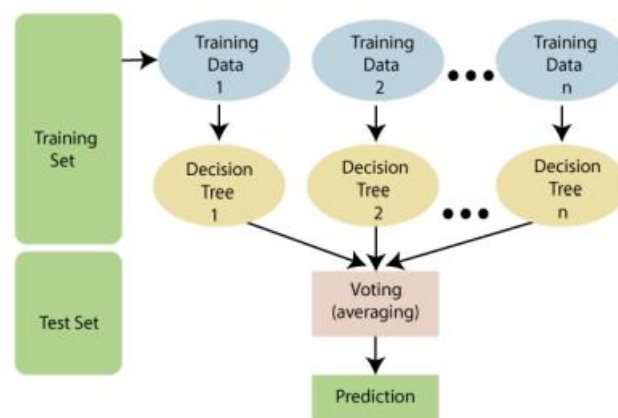 Training
Set
Test Set
Training
Data
1
Training
Data
2
Training
Data
n
Decision
Tree
1
Decision
Tree
2
Decision
Tree
n
Voting
(averaging)
Prediction